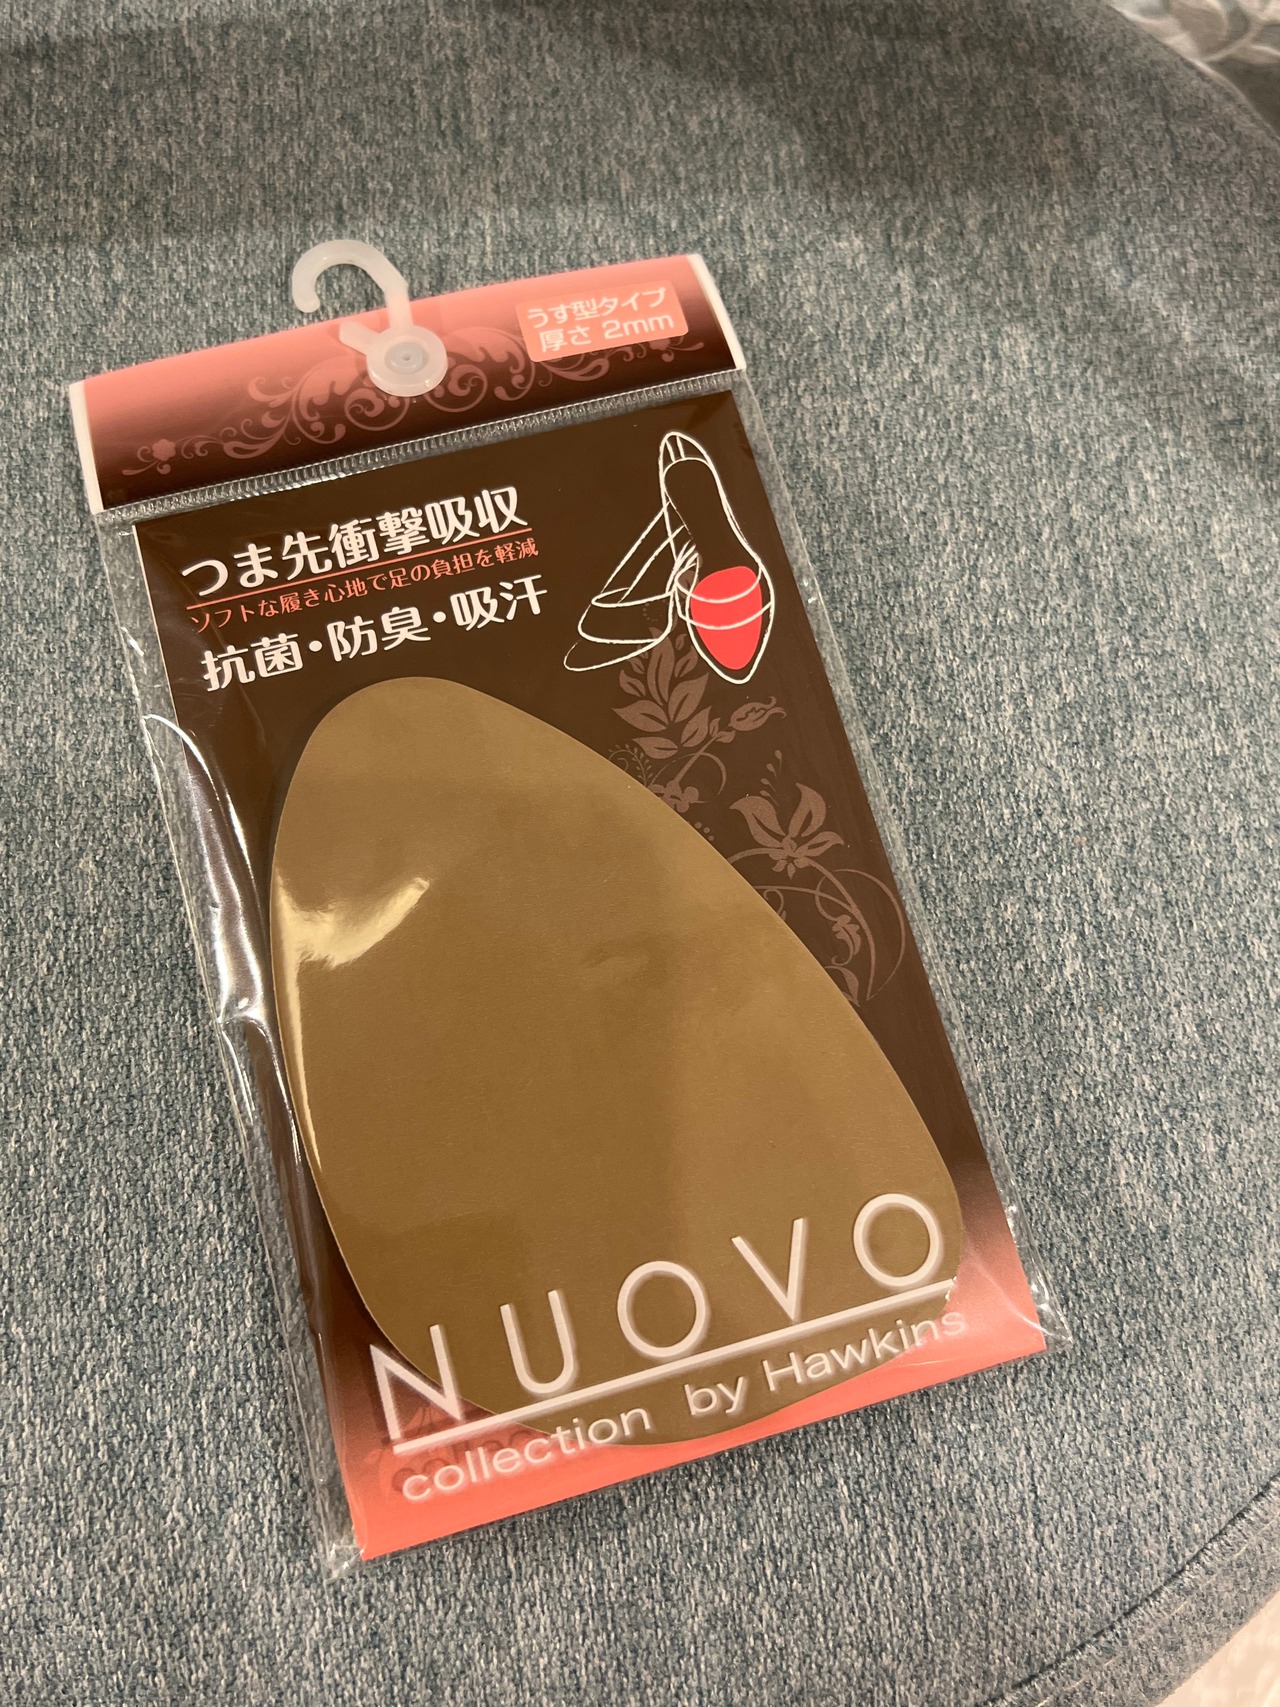 うす型タイプ
厚さ 2mm
つま先衝撃吸収
ソフトな履き心地で足の負担を軽減
抗菌・防臭・吸汗
NUOVO
collection by Hawkins